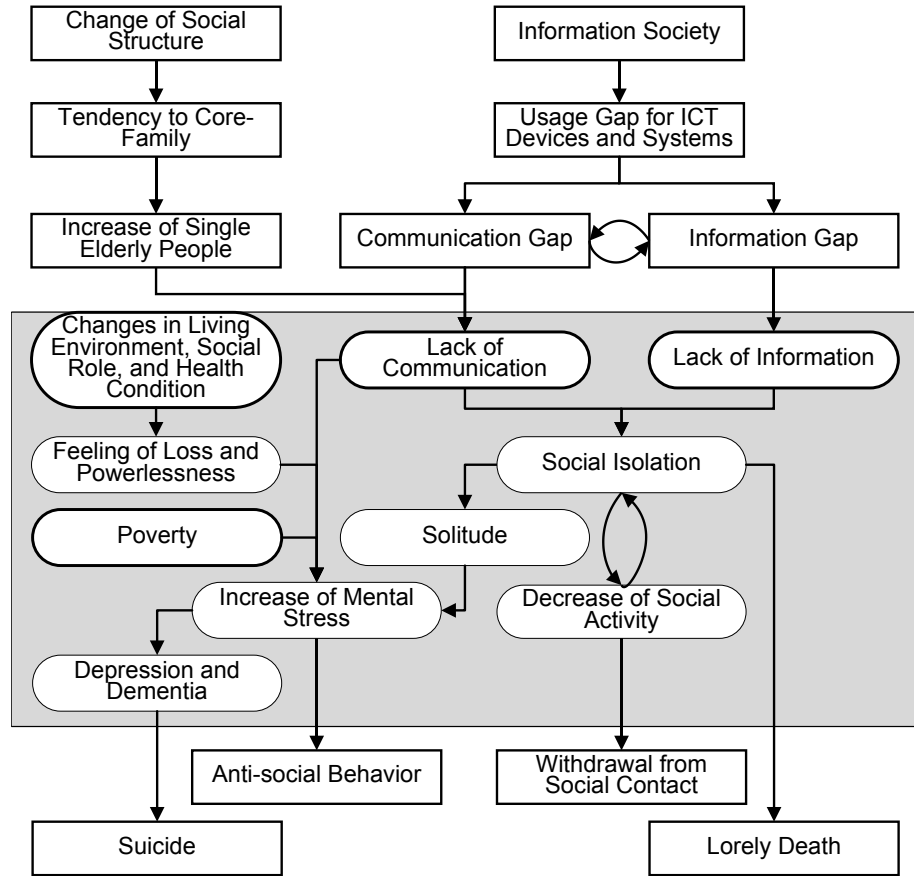 Change of Social
Structure
Information Society
Tendency to Core-
Family
Usage Gap for ICT
Devices and Systems
Increase of Single
Elderly People
Communication Gap
Information Gap
Changes in Living
Environment, Social
Role, and Health
Condition
Lack of
Communication
Lack of Information
Feeling of Loss and
Powerlessness
Social Isolation
Poverty
Solitude
Increase of Mental
Stress
Decrease of Social
Activity
Depression and
Dementia
Anti-social Behavior
Withdrawal from
Social Contact
Suicide
Lorely Death